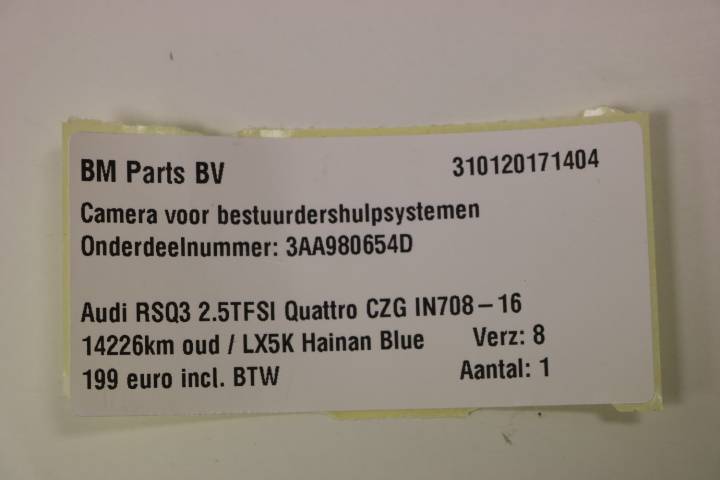 BM Parts BV 310120171404
Camera voor bestuurdershulpsystemen
Onderdeelnummer: 3AA980654D
Audi RSQ3 2.5TFSI Quattro CZG IN708-16
14226km oud / LX5K Hainan Blue Verz: 8
199 euro incl. BTW Aantal: 1